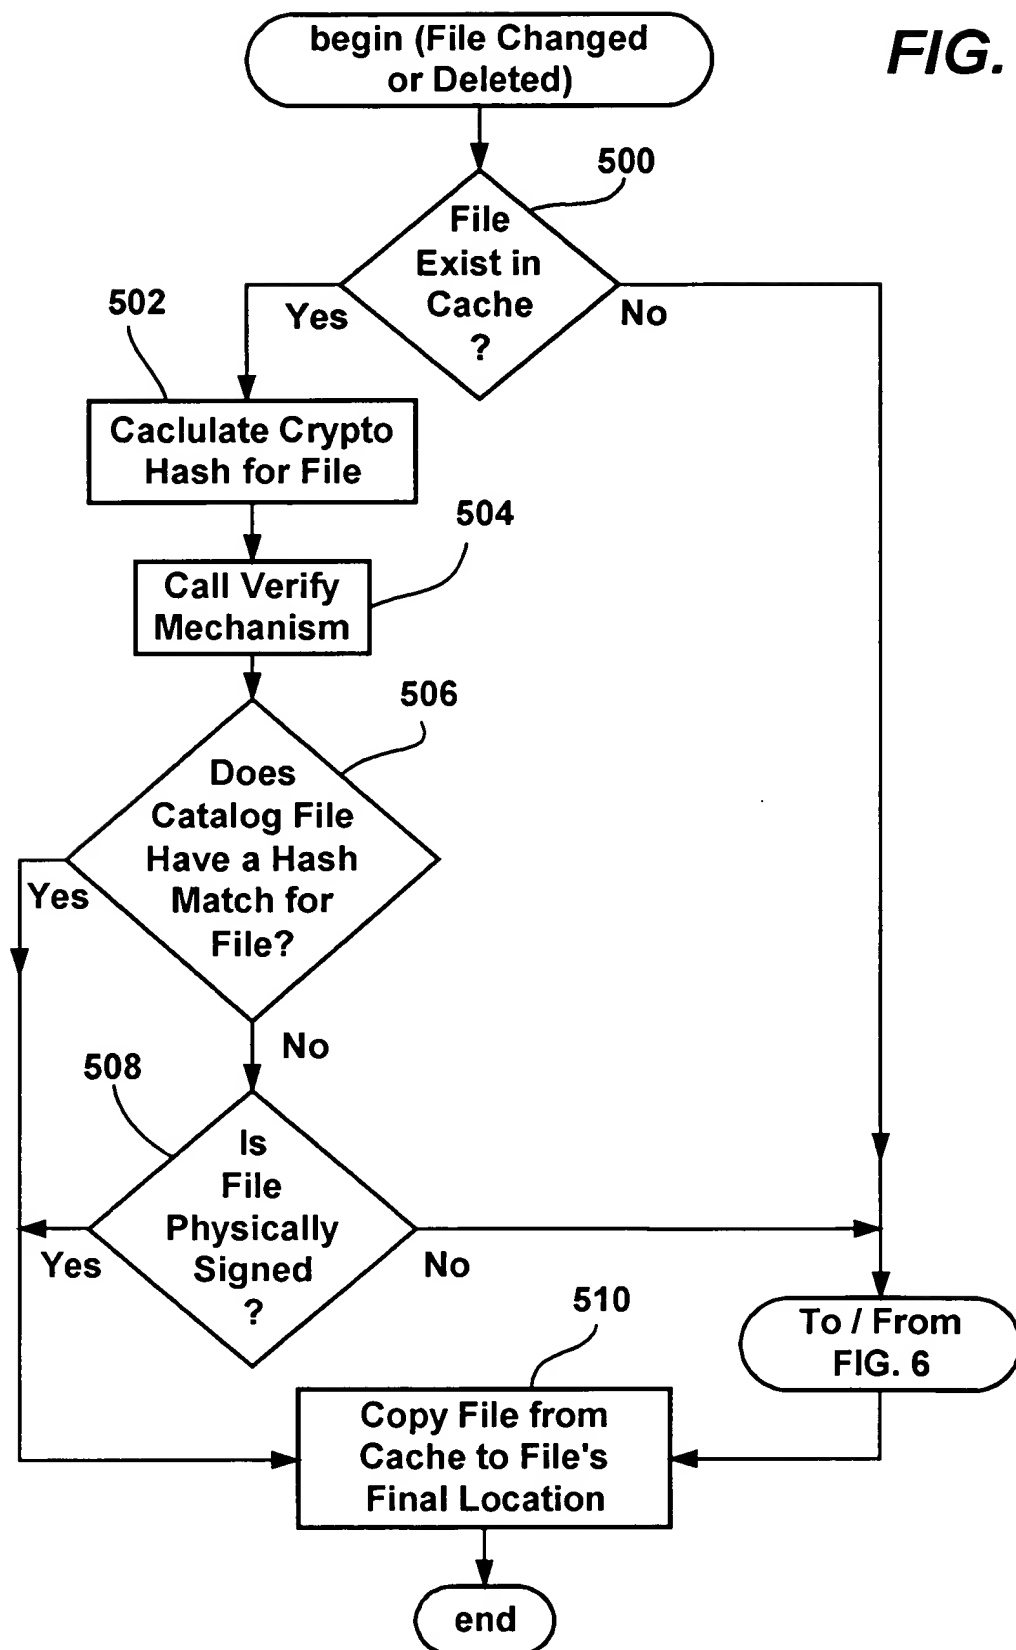 begin (File Changed
or Deleted)
FIG.
500
File
Exist in
Cache
?
Yes
No
502
Caclulate Crypto
Hash for File
504
Call Verify
Mechanism
506
Does
Catalog File
Have a Hash
Match for
File?
Yes
No
508
Is
File
Physically
Signed
?
Yes
No
To / From
FIG. 6
510
Copy File from
Cache to File's
Final Location
end